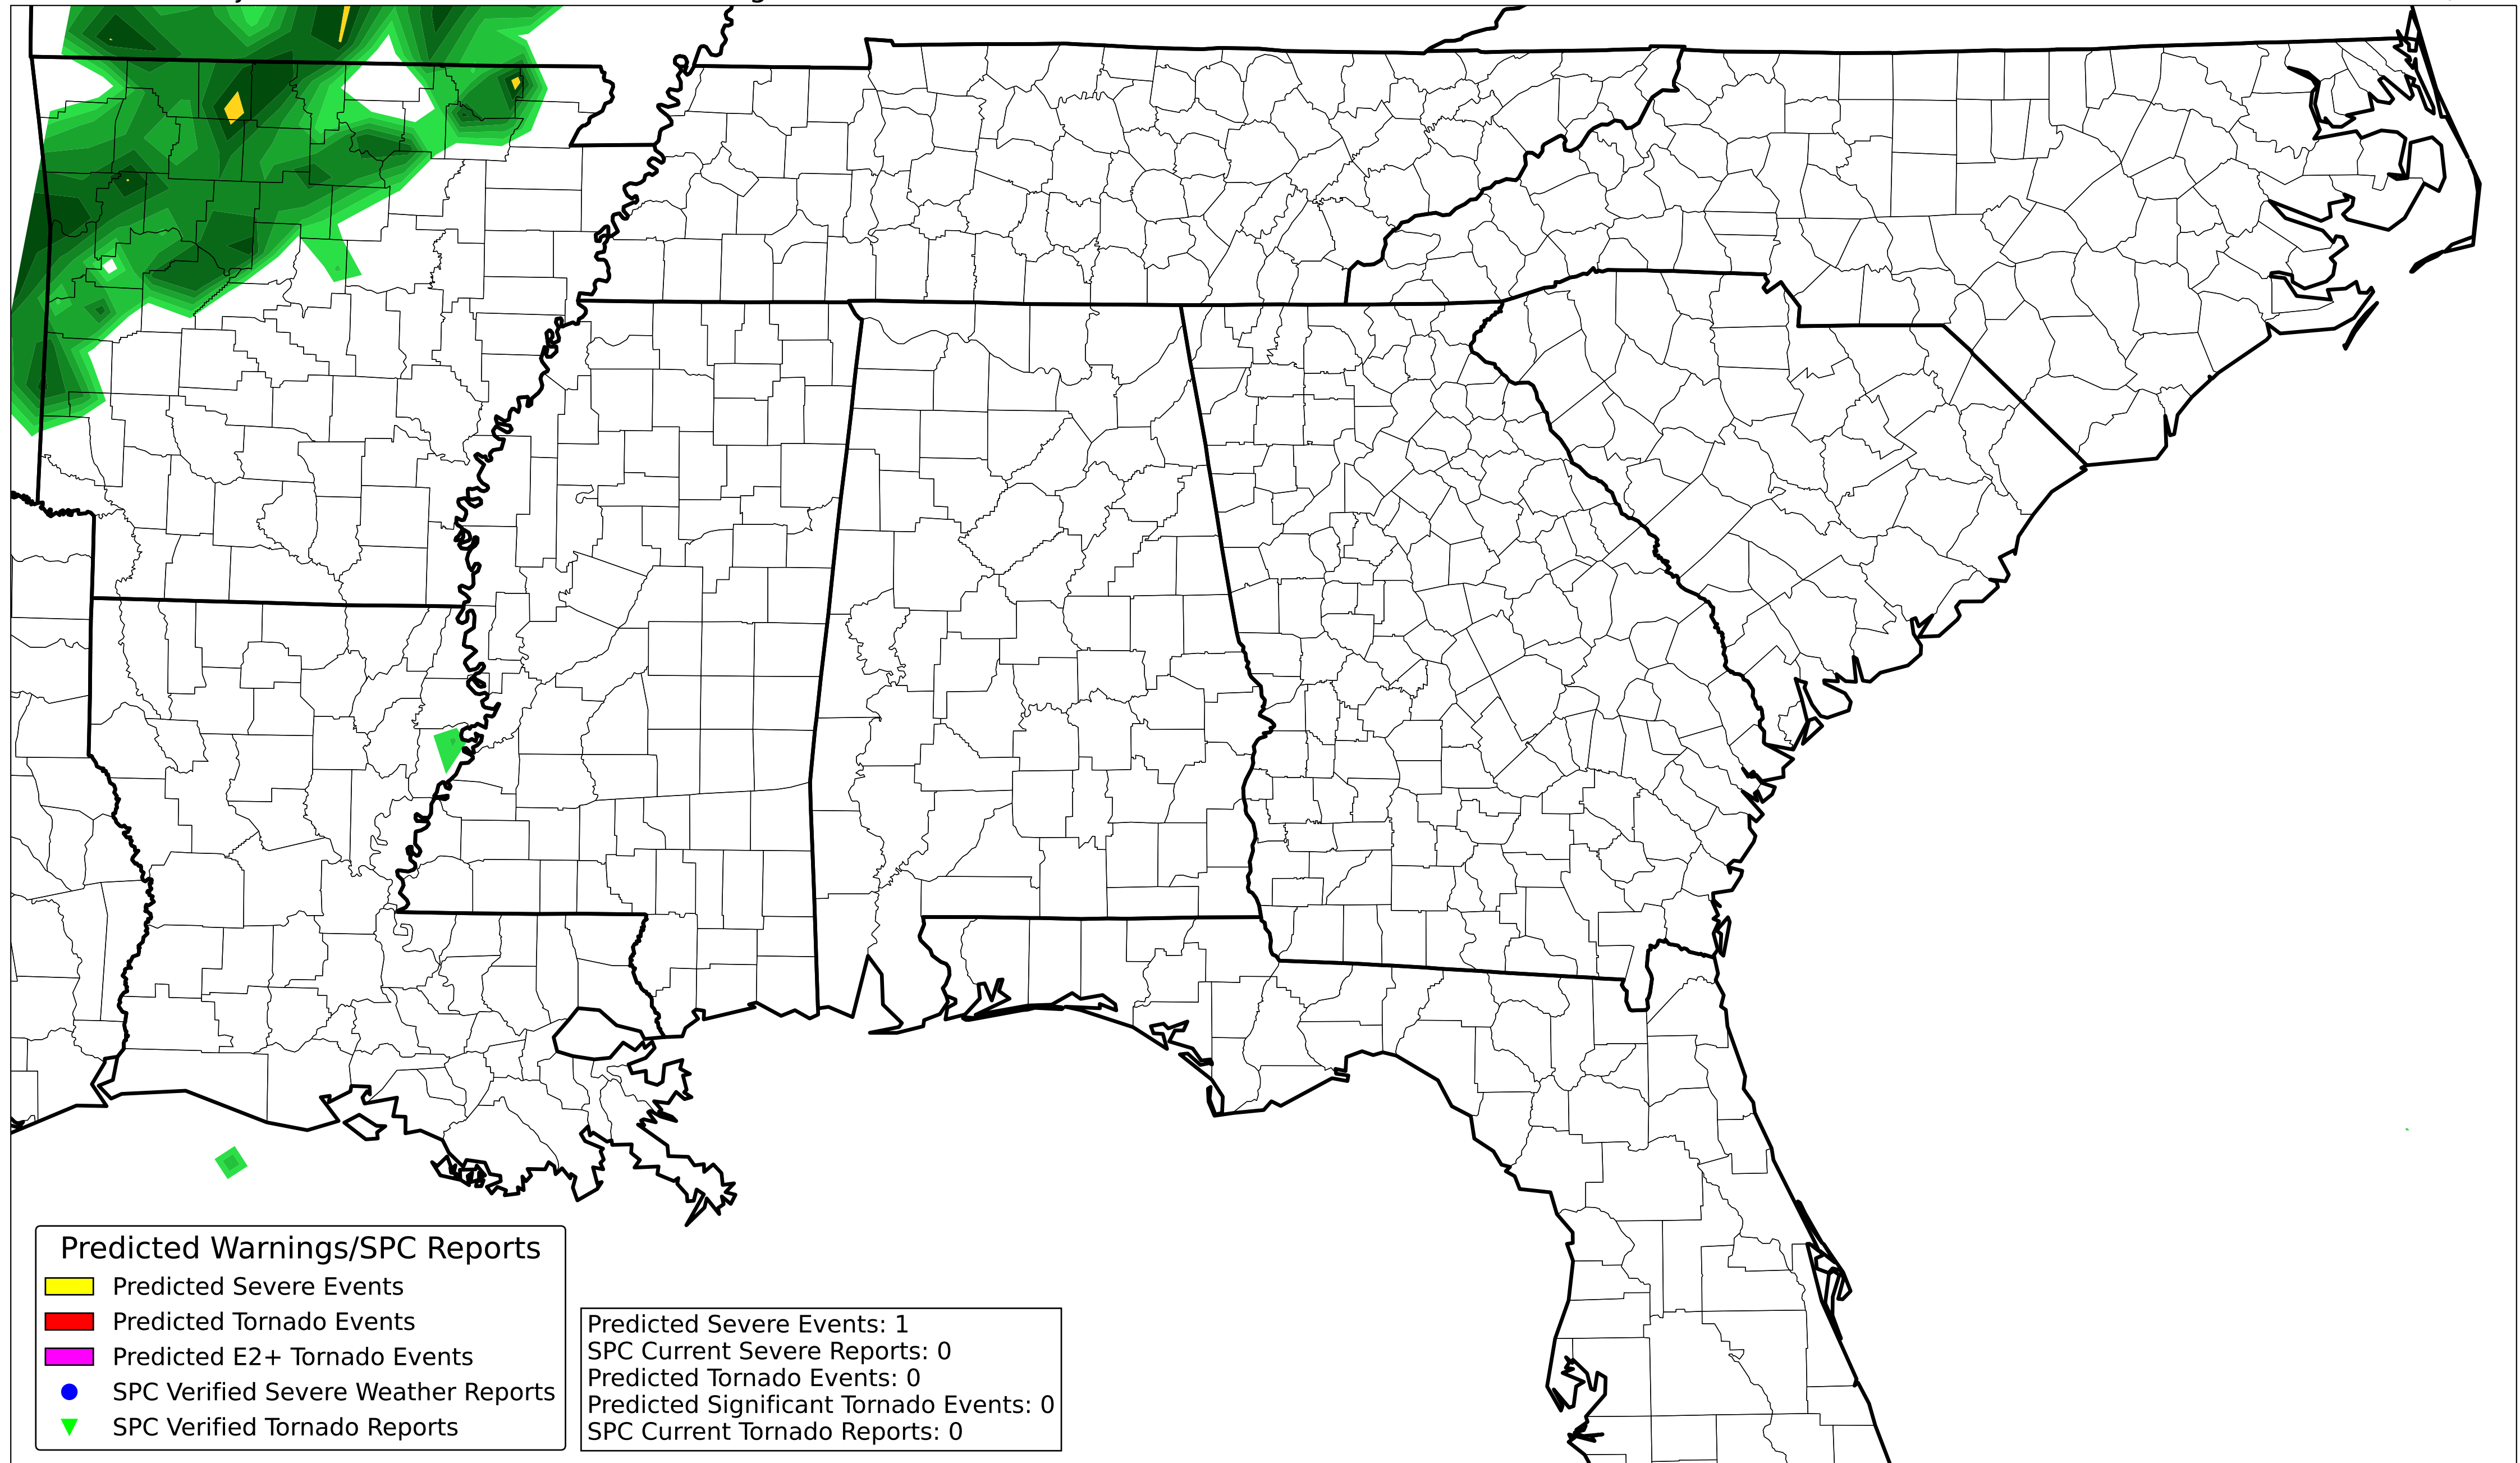 Predicted Warnings/SPC Reports
Predicted Severe Events
Predicted Tornado Events
Predicted E2+ Tornado Events
SPC Verified Severe Weather Reports
SPC Verified Tornado Reports
Predicted Severe Events: 1
SPC Current Severe Reports: 0
Predicted Tornado Events: 0
Predicted Significant Tornado Events: 0
SPC Current Tornado Reports: 0